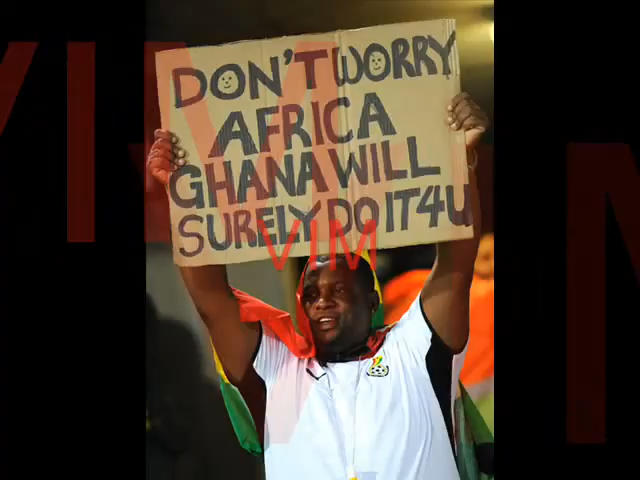 DON'T WORRY
AFRICA
GHANA WILL
SURELY DO IT 4 U
VIM